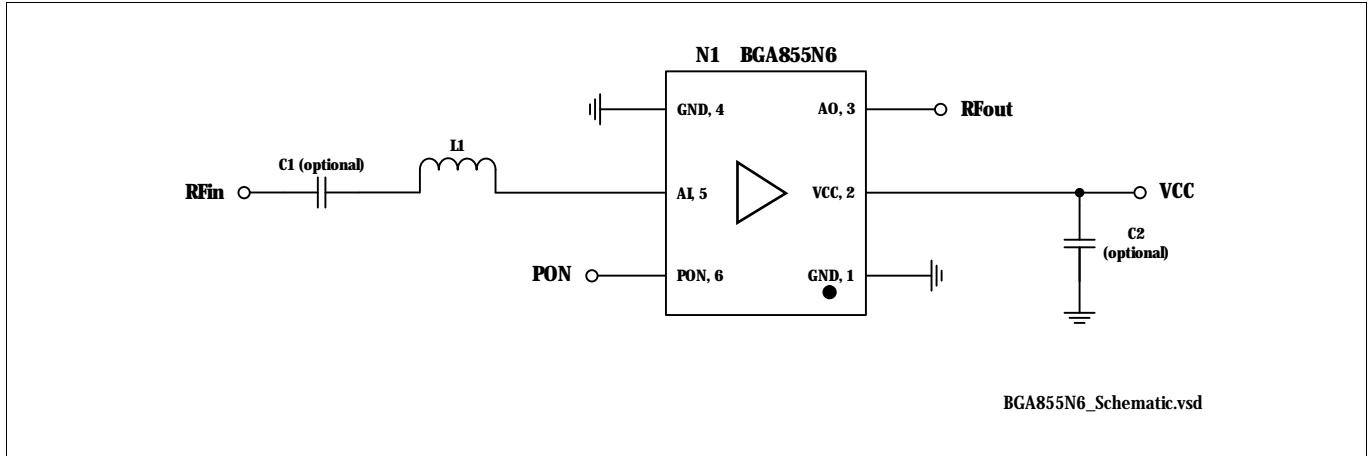 N1 BGA855N6
GND, 4
AO, 3
RFout
L1
C1 (optional)
RFin
AI, 5
VCC, 2
VCC
C2
(optional)
PON
PON, 6
GND, 1
BGA855N6_Schematic.vsd